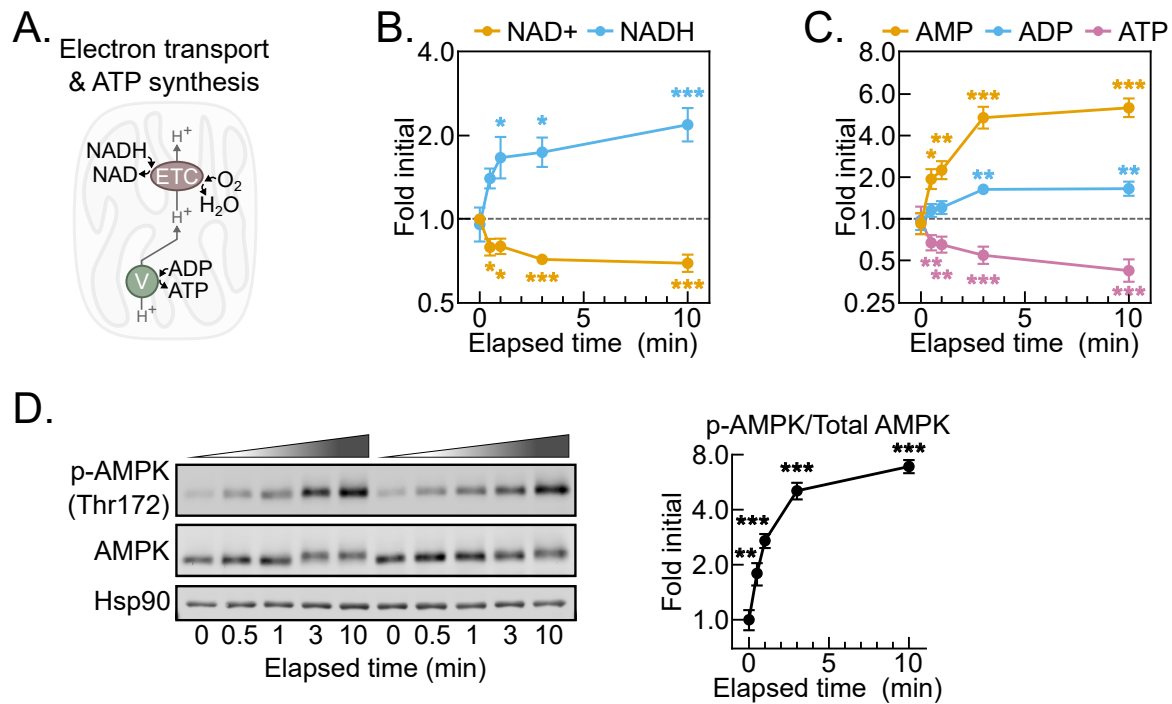 A.
Electron transport
& ATP synthesis
H⁺
NADH
NAD
ETC
O₂
H₂O
H⁺
V
ADP
ATP
H⁺
B.
NAD+ NADH
4.0
2.0
1.0
0.5
Fold initial
* * ***
* * *** ***
0 5 10
Elapsed time (min)
C.
AMP ADP ATP
8.0
6.0
4.0
2.0
1.0
0.5
0.25
Fold initial
* ** *** ***
** **
** ** *** ***
0 5 10
Elapsed time (min)
D.
p-AMPK
(Thr172)
AMPK
Hsp90
0 0.5 1 3 10 0 0.5 1 3 10
Elapsed time (min)
p-AMPK/Total AMPK
8.0
4.0
2.0
1.0
Fold initial
** *** *** ***
0 5 10
Elapsed time (min)